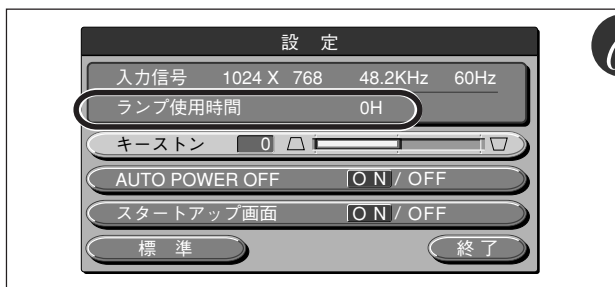 設 定
入力信号 1024 X 768 48.2KHz 60Hz
ランプ使用時間 0H
キーストン 0
AUTO POWER OFF ON / OFF
スタートアップ画面 ON / OFF
標 準 終 了